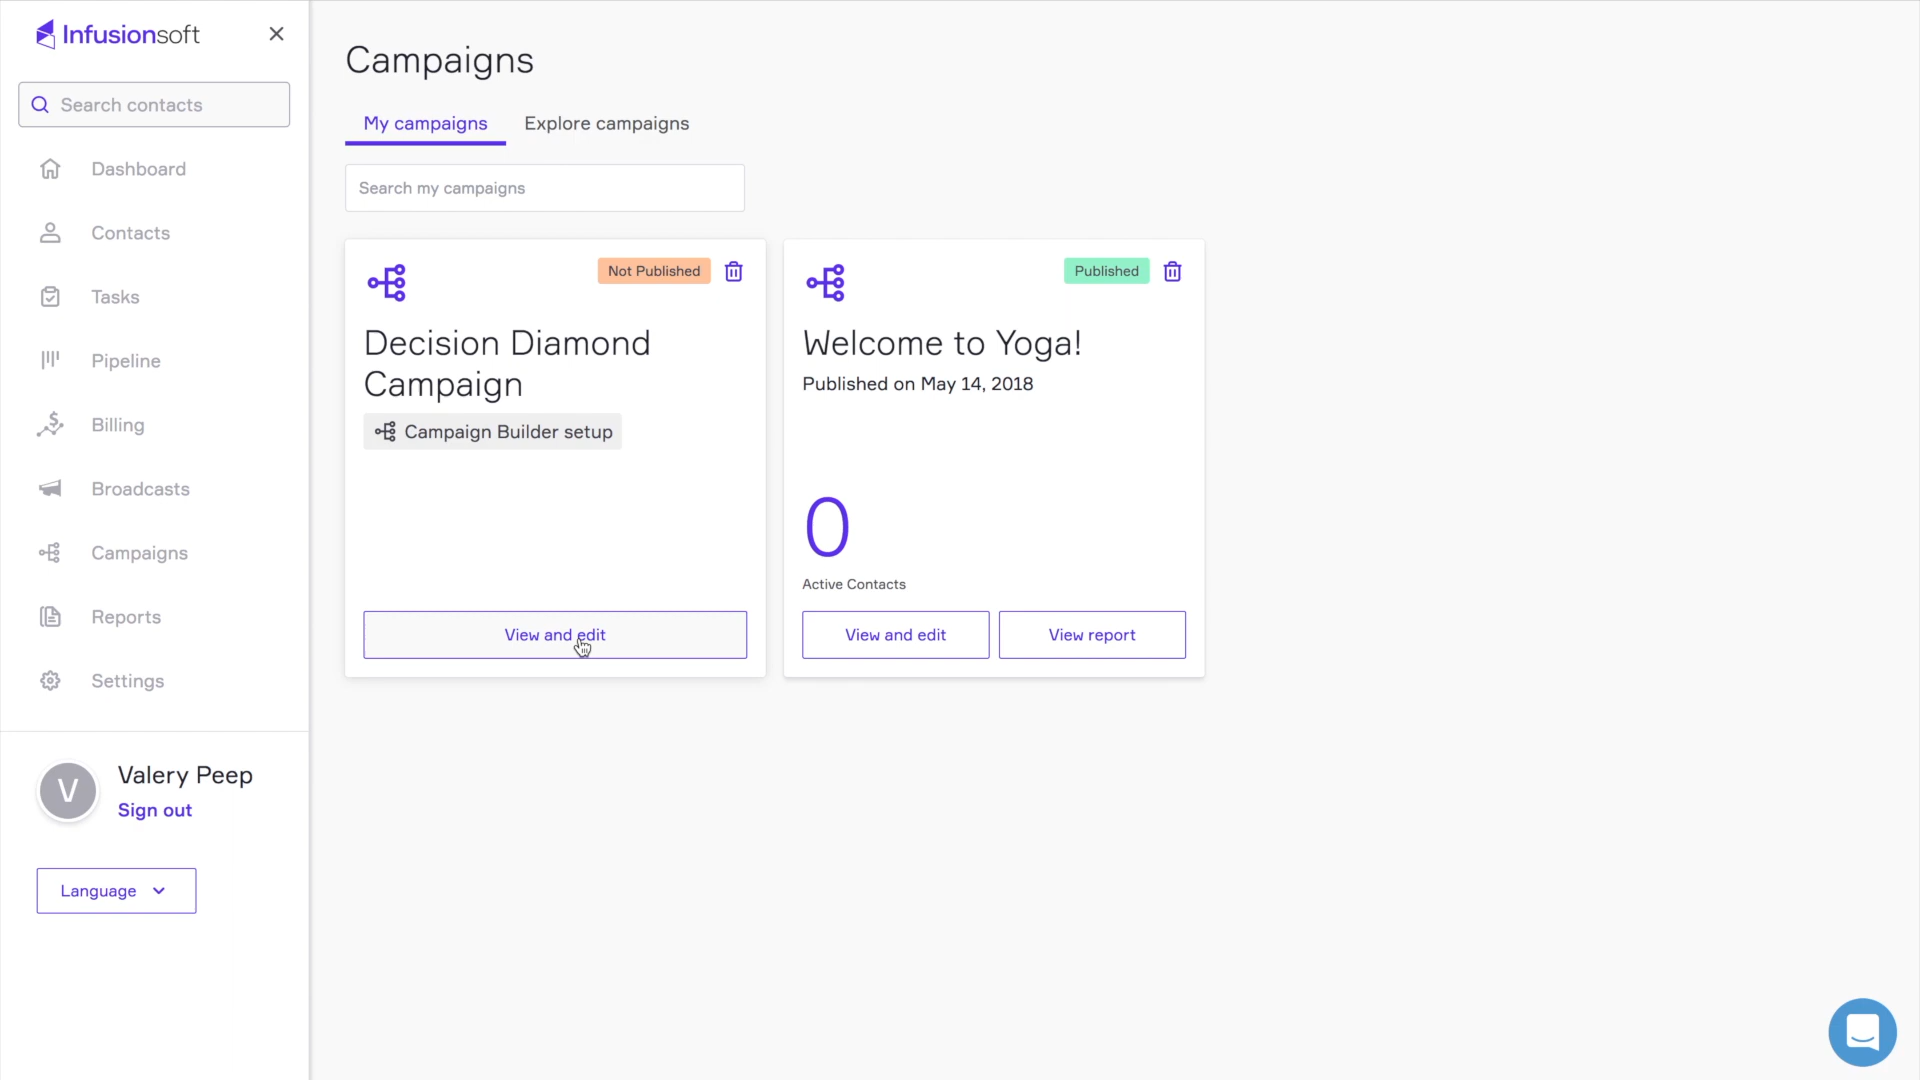 Infusionsoft
Search contacts
Dashboard
Contacts
Tasks
Pipeline
Billing
Broadcasts
Campaigns
Reports
Settings
V
Valery Peep
Sign out
Language
Campaigns
My campaigns
Explore campaigns
Search my campaigns
Not Published
Decision Diamond
Campaign
Campaign Builder setup
View and edit
Published
Welcome to Yoga!
Published on May 14, 2018
0
Active Contacts
View and edit
View report